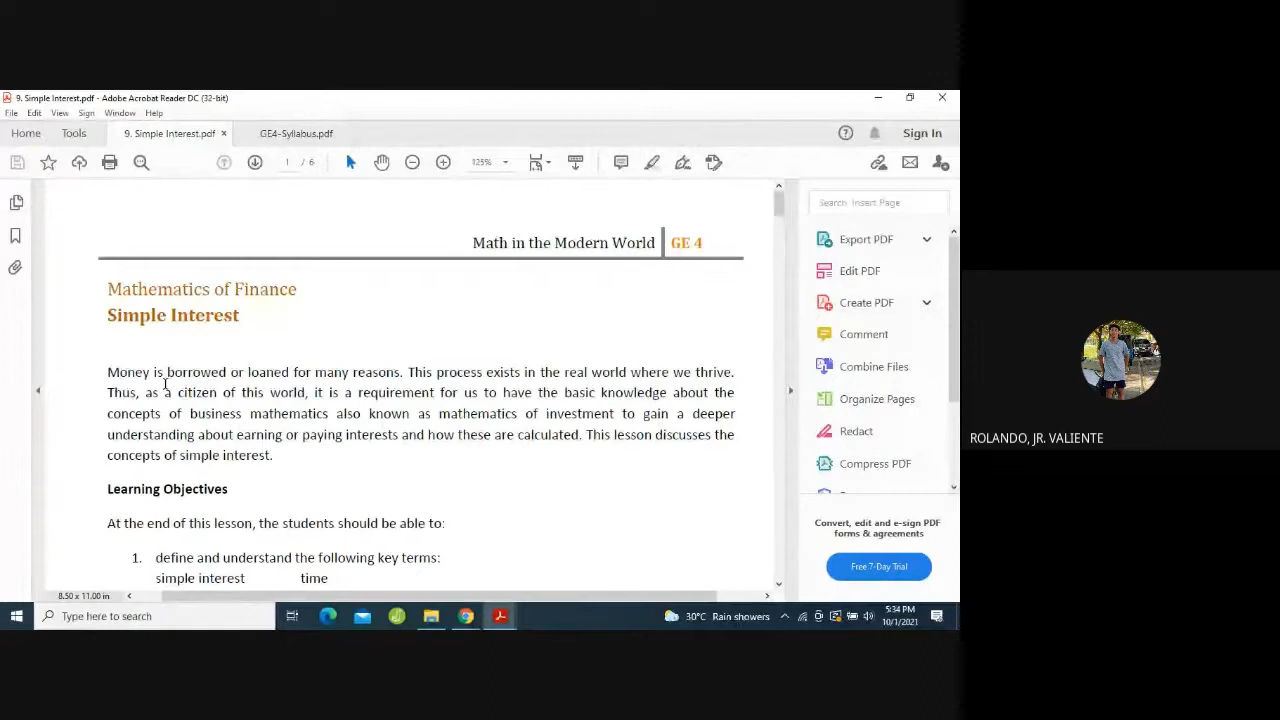 9. Simple Interest.pdf - Adobe Acrobat Reader DC (32-bit)
File Edit View Sign Window Help
Home Tools 9. Simple Interest.pdf × GE4-Syllabus.pdf Sign In
1 / 6 125%
Search 'Insert Page'
Math in the Modern World GE 4
Mathematics of Finance
Simple Interest
Money is borrowed or loaned for many reasons. This process exists in the real world where we thrive.
Thus, as a citizen of this world, it is a requirement for us to have the basic knowledge about the
concepts of business mathematics also known as mathematics of investment to gain a deeper
understanding about earning or paying interests and how these are calculated. This lesson discusses the
concepts of simple interest.
Learning Objectives
At the end of this lesson, the students should be able to:
1. define and understand the following key terms:
simple interest time
8.50 x 11.00 in
Export PDF
Edit PDF
Create PDF
Comment
Combine Files
Organize Pages
Redact
Compress PDF
Convert, edit and e-sign PDF
forms & agreements
Free 7-Day Trial
Type here to search
30°C Rain showers
5:34 PM
10/1/2021
ROLANDO, JR. VALIENTE